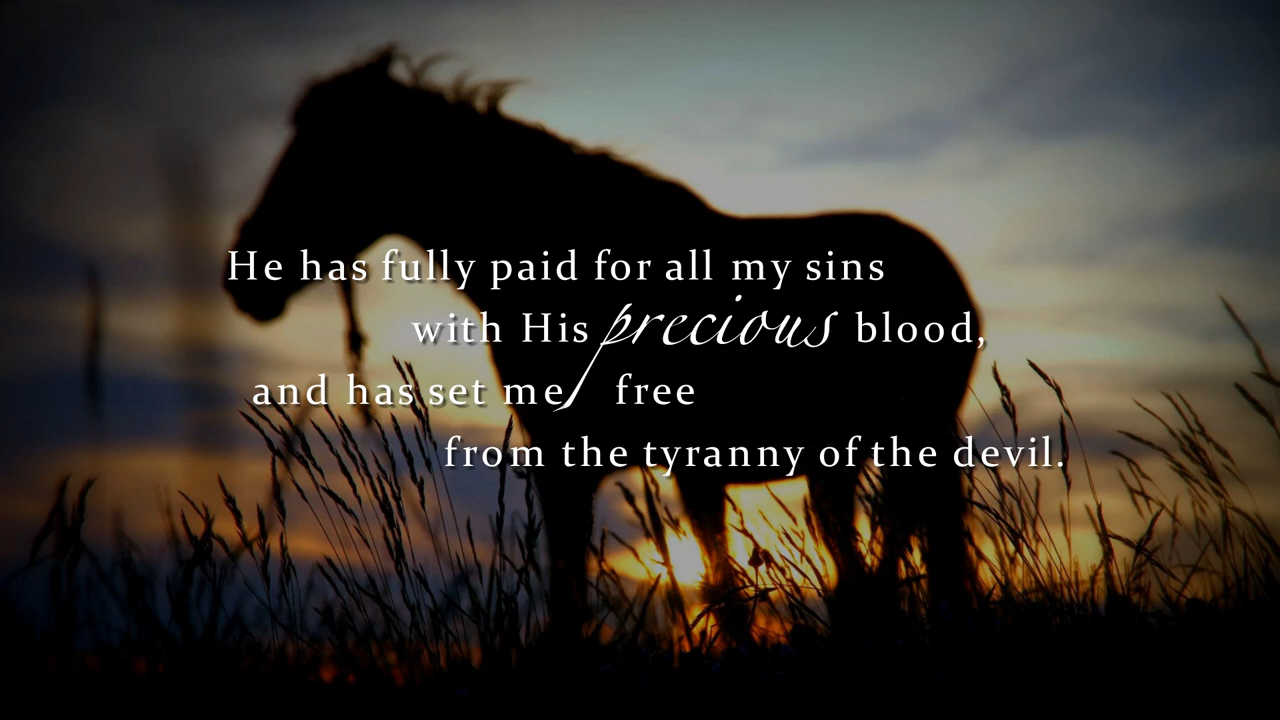 He has fully paid for all my sins
with His precious blood,
and has set me free
from the tyranny of the devil.